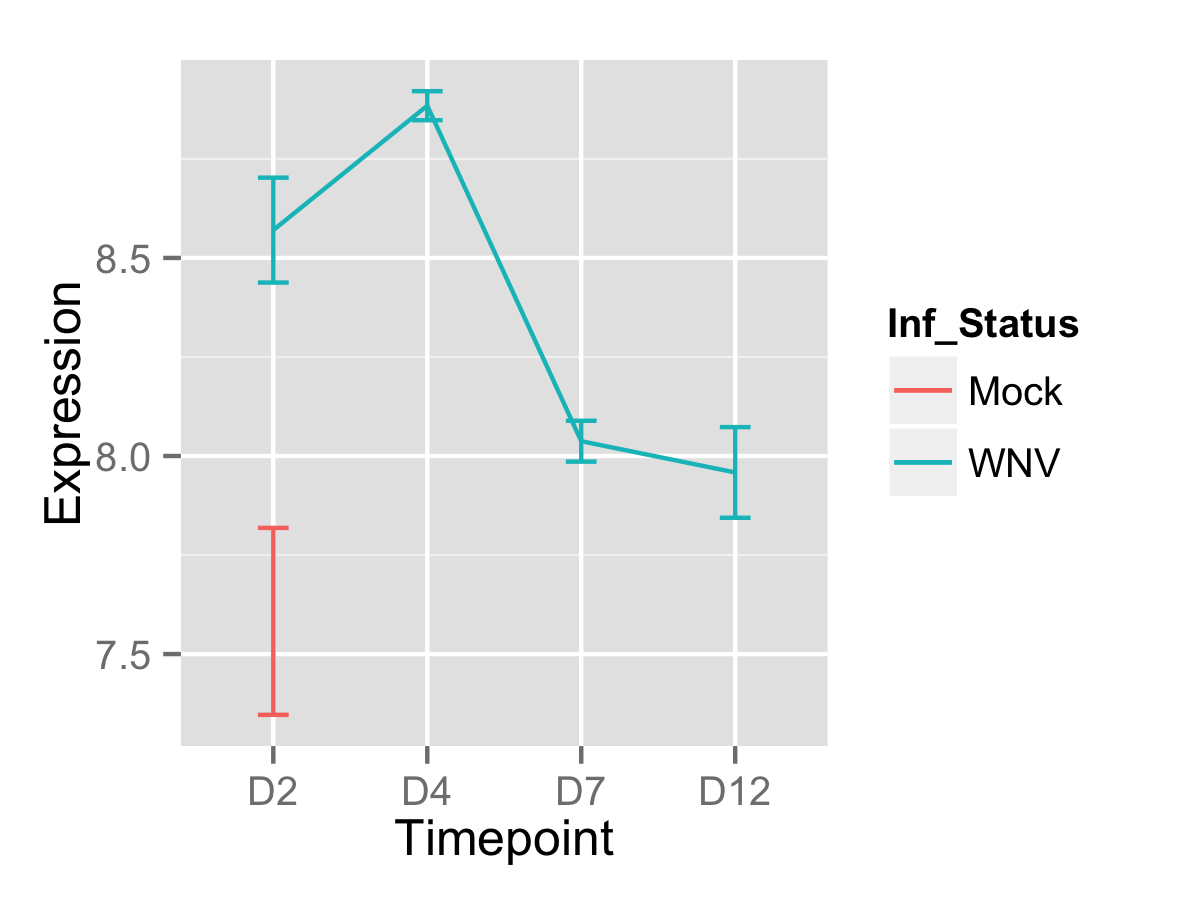 Expression
8.5
8.0
7.5
D2 D4 D7 D12
Timepoint
Inf_Status
Mock
WNV